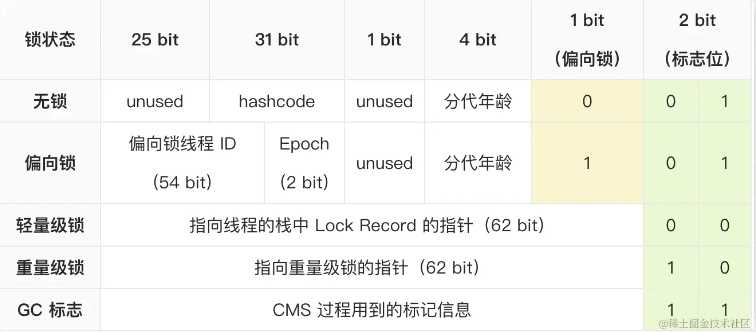 锁状态 25 bit 31 bit 1 bit 4 bit 1 bit 2 bit
（偏向锁） （标志位）
无锁 unused hashcode unused 分代年龄 0 0 1
偏向锁 偏向锁线程 ID Epoch unused 分代年龄 1 0 1
（54 bit） （2 bit）
轻量级锁 指向线程的栈中 Lock Record 的指针（62 bit） 0 0
重量级锁 指向重量级锁的指针（62 bit） 1 0
GC 标志 CMS 过程用到的标记信息 1 1
@稀土掘金技术社区